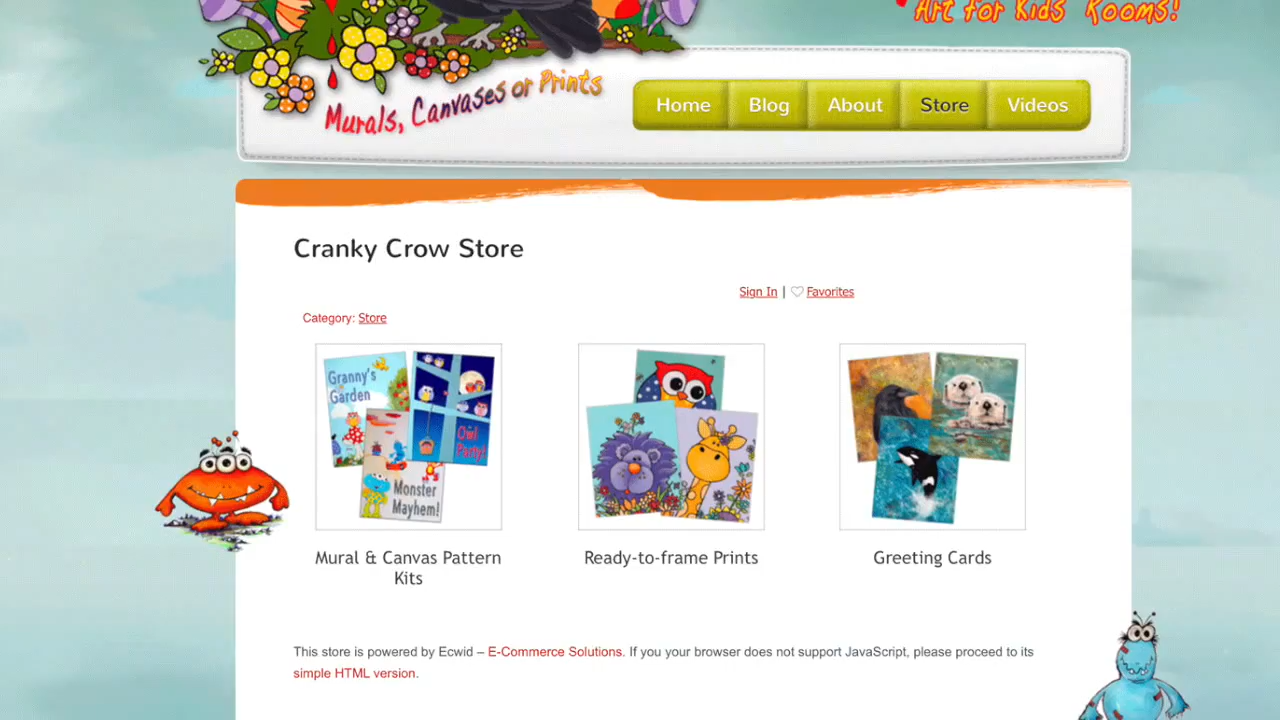 Art for Kids' Rooms!
Murals, Canvases or Prints
Home Blog About Store Videos
Cranky Crow Store
Sign In | Favorites
Category: Store
Granny's
Garden
Owl
Party!
Monster
Mayhem!
Mural & Canvas Pattern
Kits
Ready-to-frame Prints
Greeting Cards
This store is powered by Ecwid – E-Commerce Solutions. If you your browser does not support JavaScript, please proceed to its
simple HTML version.